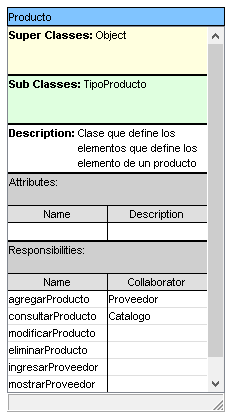 Producto
Super Classes: Object
Sub Classes: TipoProducto
Description: Clase que define los
elementos que define los
elemento de un producto
Attributes:
Name Description
Responsibilities:
Name Collaborator
agregarProducto Proveedor
consultarProducto Catalogo
modificarProducto
eliminarProducto
ingresarProveedor
mostrarProveedor